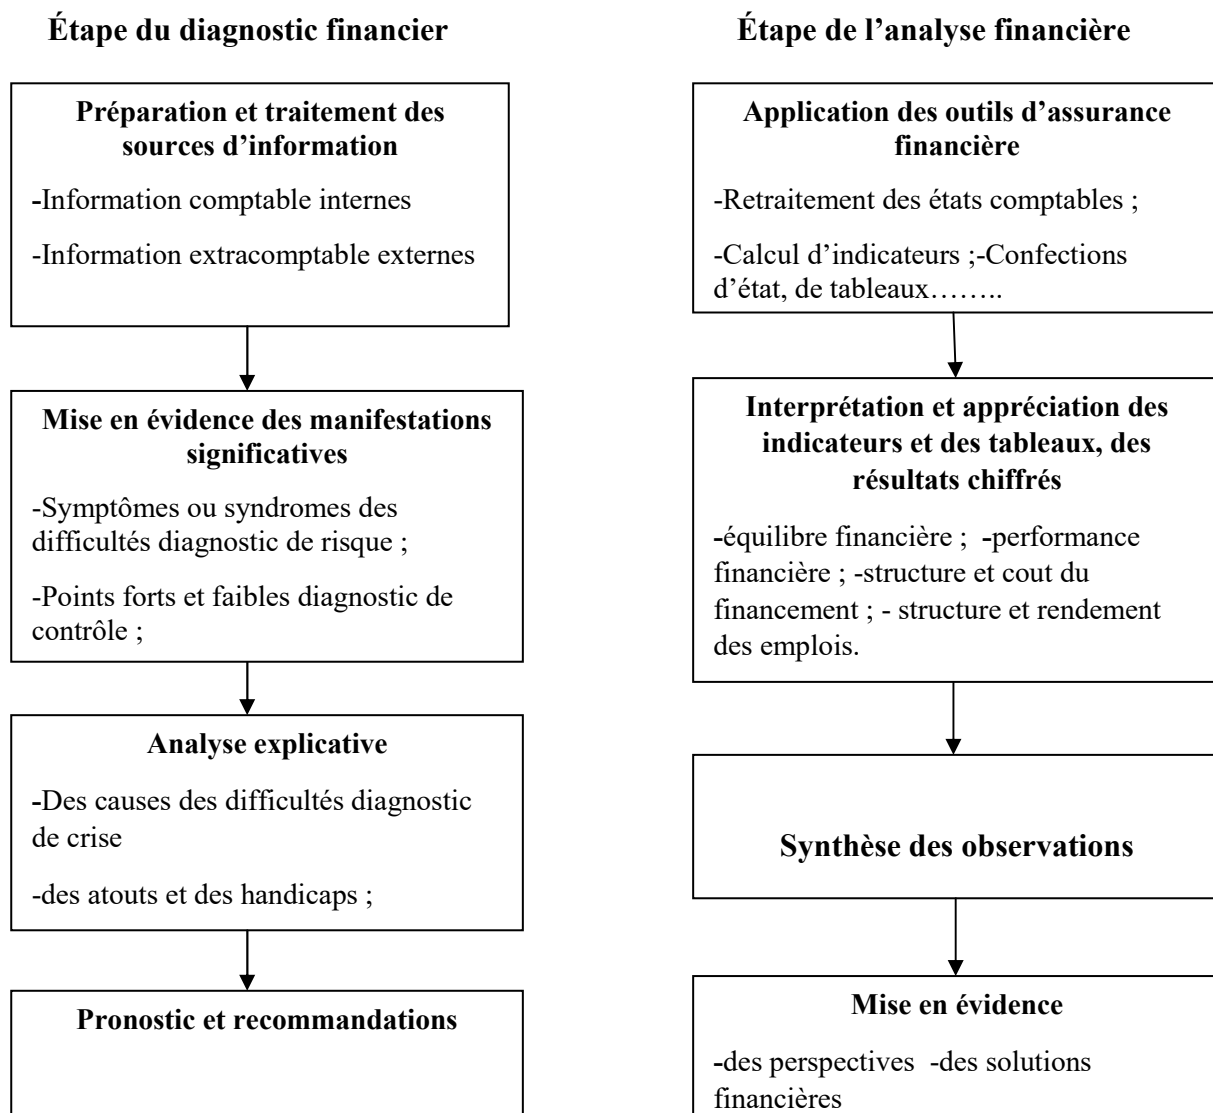 Étape du diagnostic financier
Préparation et traitement des
sources d’information
-Information comptable internes
-Information extracomptable externes
Mise en évidence des manifestations
significatives
-Symptômes ou syndromes des
difficultés diagnostic de risque ;
-Points forts et faibles diagnostic de
contrôle ;
Analyse explicative
-Des causes des difficultés diagnostic
de crise
-des atouts et des handicaps ;
Pronostic et recommandations
Étape de l’analyse financière
Application des outils d’assurance
financière
-Retraitement des états comptables ;
-Calcul d’indicateurs ;-Confections
d’état, de tableaux……..
Interprétation et appréciation des
indicateurs et des tableaux, des
résultats chiffrés
-équilibre financière ;  -performance
financière ; -structure et cout du
financement ; - structure et rendement
des emplois.
Synthèse des observations
Mise en évidence
-des perspectives  -des solutions
financières